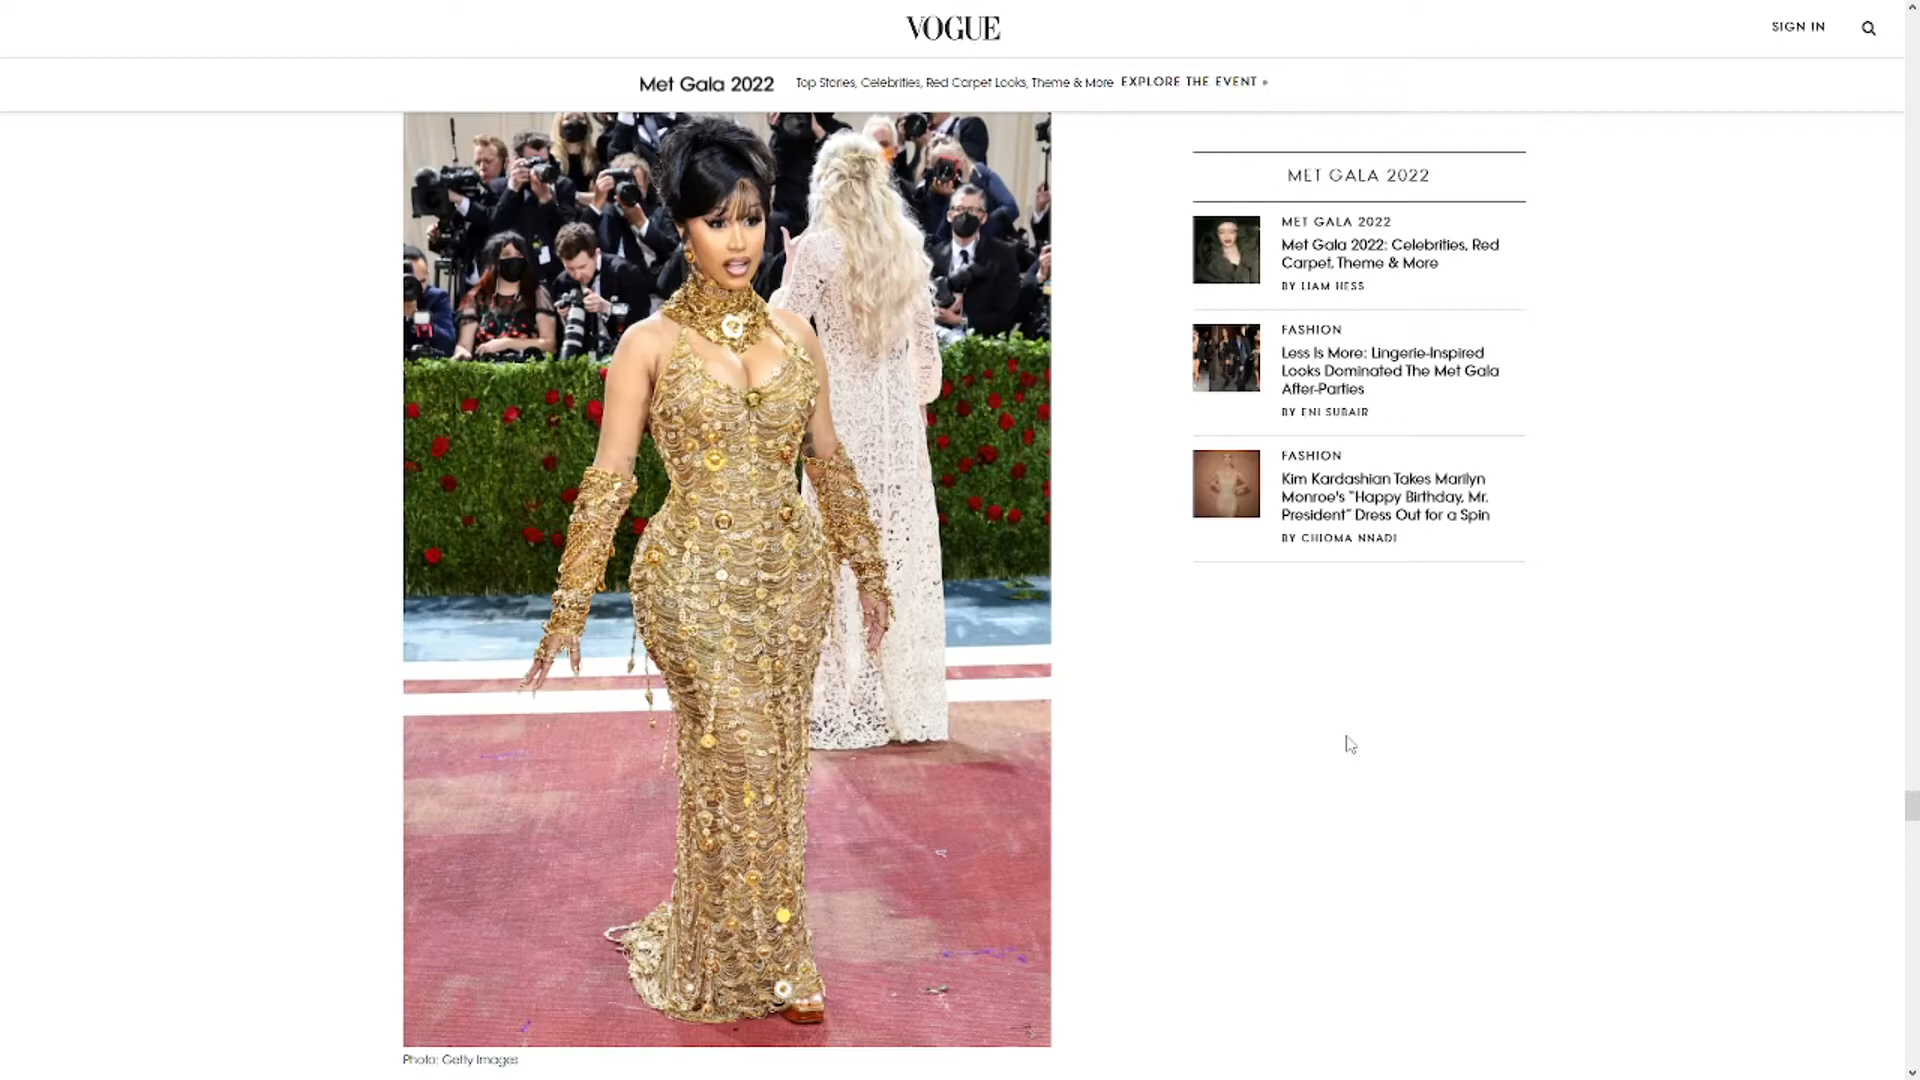 VOGUE
SIGN IN
Met Gala 2022
Top Stories, Celebrities, Red Carpet Looks, Theme & More
EXPLORE THE EVENT »
MET GALA 2022
MET GALA 2022
Met Gala 2022: Celebrities, Red
Carpet, Theme & More
BY LIAM HESS
FASHION
Less Is More: Lingerie-Inspired
Looks Dominated The Met Gala
After-Parties
BY ENI SUBAIR
FASHION
Kim Kardashian Takes Marilyn
Monroe's "Happy Birthday, Mr.
President" Dress Out for a Spin
BY CHIOMA NNADI
Photo: Getty Images